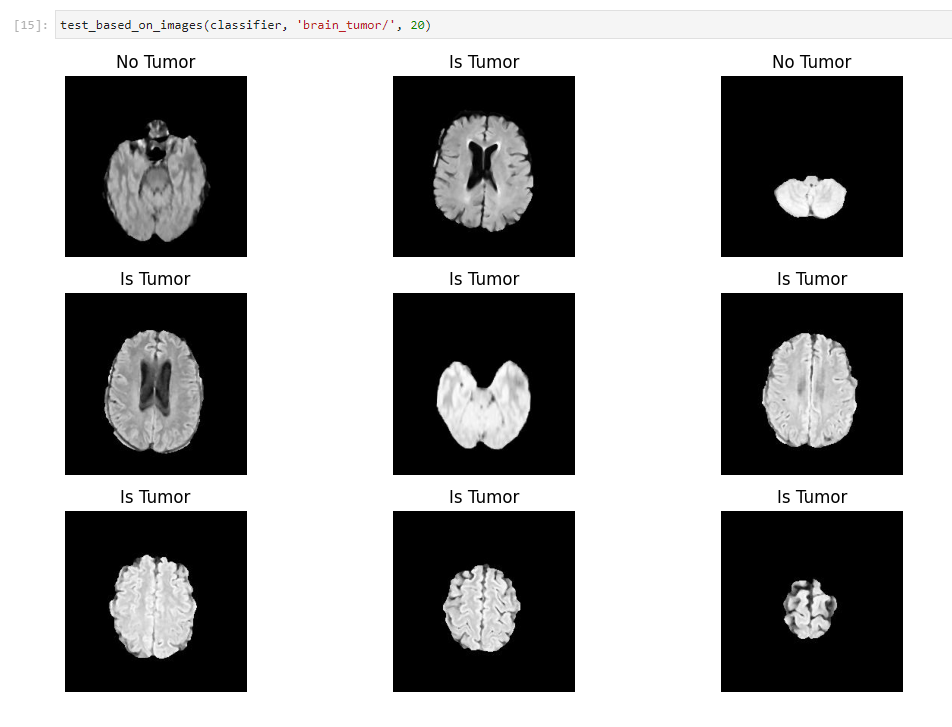 [15]: test_based_on_images(classifier, 'brain_tumor/', 20)
No Tumor Is Tumor No Tumor
Is Tumor Is Tumor Is Tumor
Is Tumor Is Tumor Is Tumor